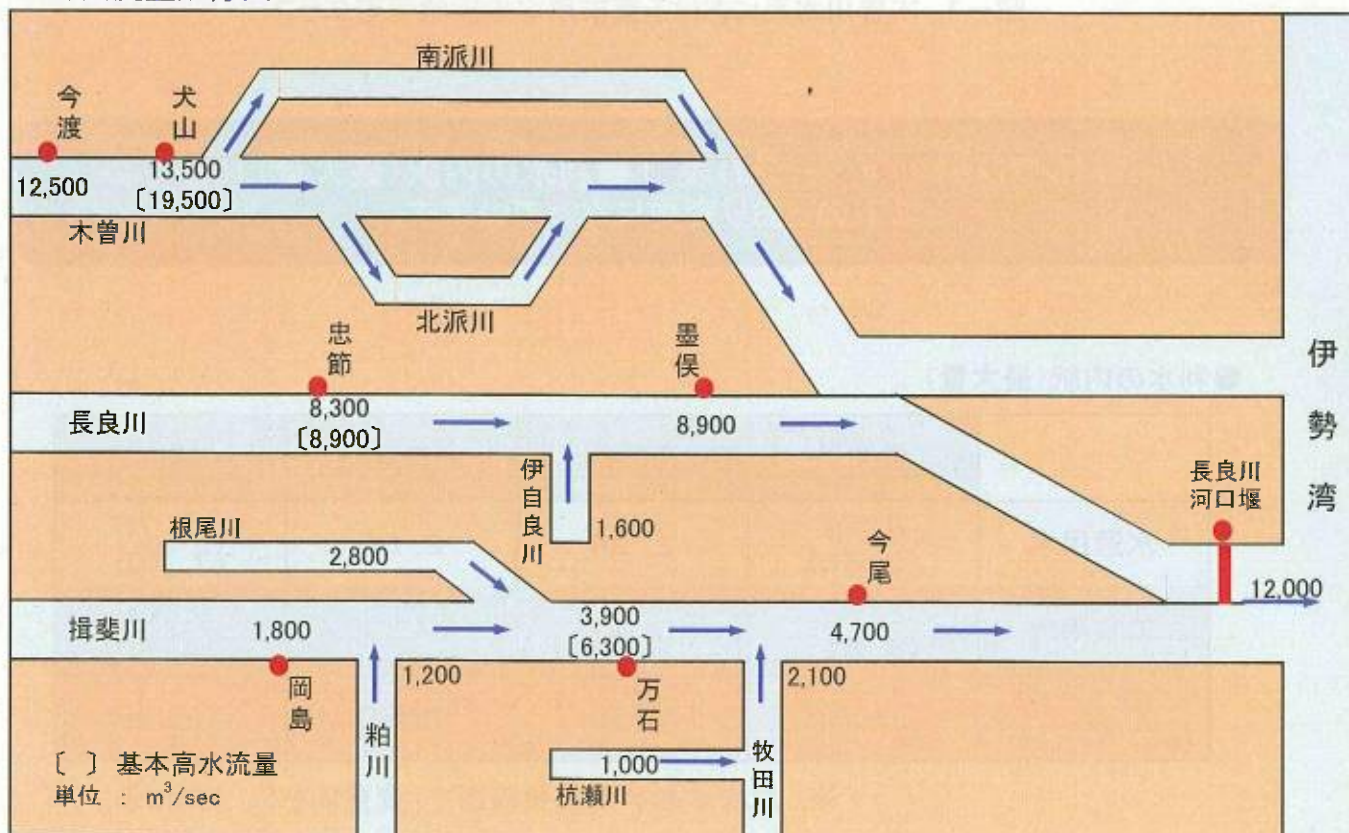 南派川
今渡
犬山
12,500
13,500
〔19,500〕
木曽川
北派川
忠節
墨俣
伊勢湾
長良川
8,300
〔8,900〕
8,900
伊自良川
1,600
長良川
河口堰
根尾川
2,800
今尾
12,000
揖斐川
1,800
3,900
〔6,300〕
4,700
1,200
2,100
岡島
万石
粕川
牧田川
1,000
杭瀬川
〔 〕基本高水流量
単位 : m³/sec